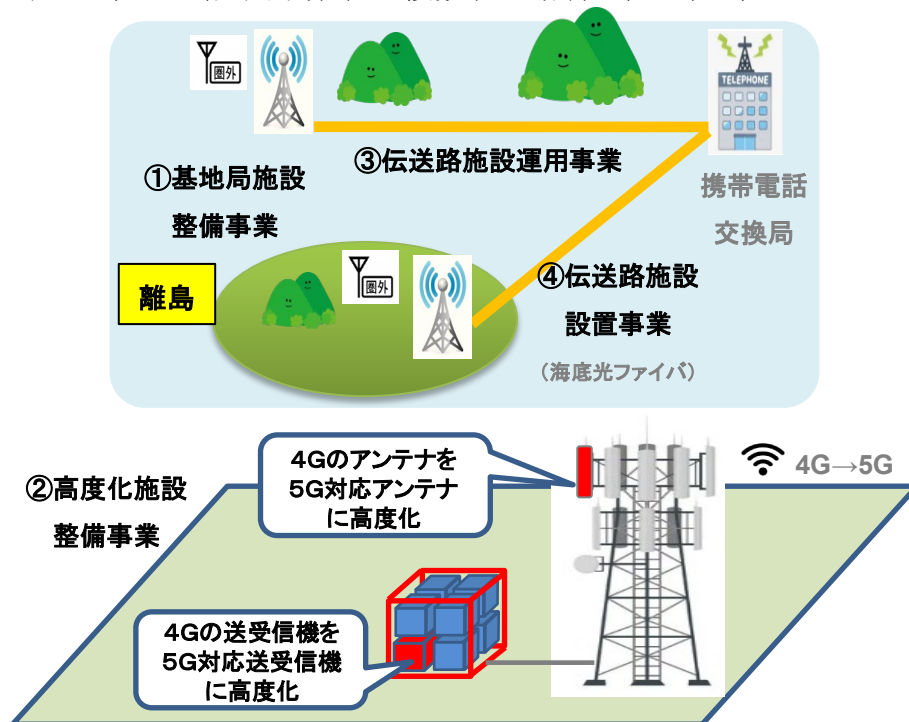 圏外
TELEPHONE
①基地局施設
整備事業
③伝送路施設運用事業
携帯電話
交換局
離島
圏外
④伝送路施設
設置事業
（海底光ファイバ）
②高度化施設
整備事業
4Gのアンテナを
5G対応アンテナ
に高度化
4G→5G
4Gの送受信機を
5G対応送受信機
に高度化